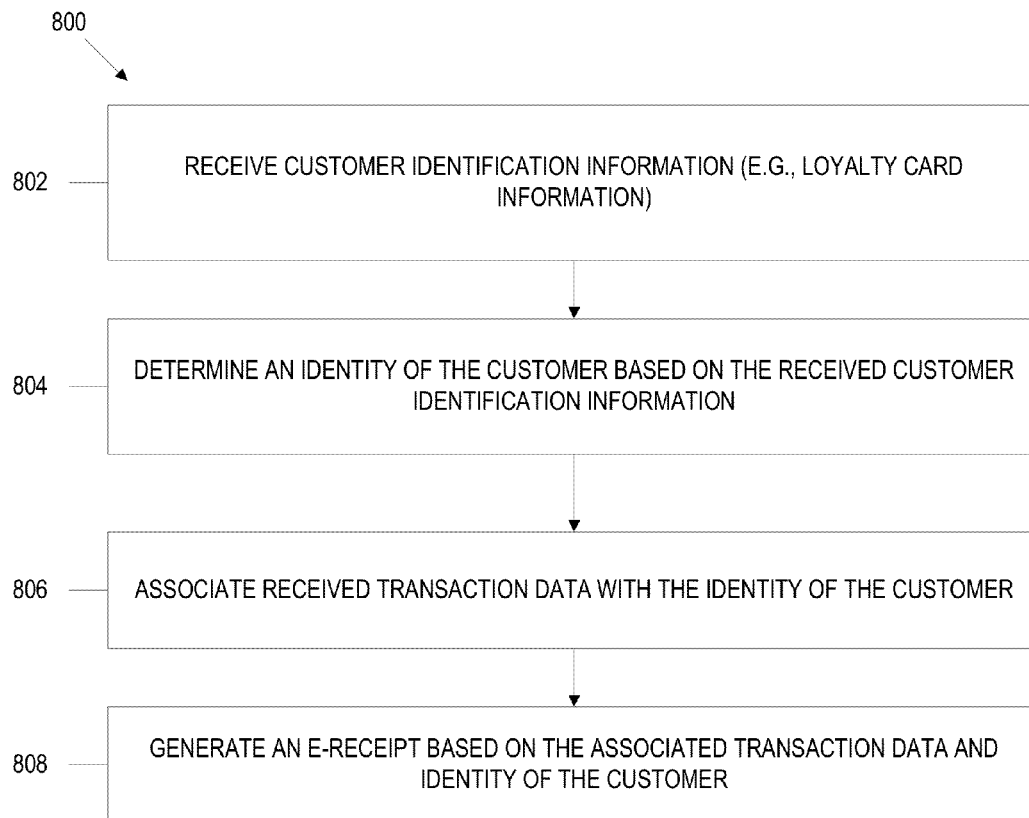 800
802
RECEIVE CUSTOMER IDENTIFICATION INFORMATION (E.G., LOYALTY CARD
INFORMATION)
804
DETERMINE AN IDENTITY OF THE CUSTOMER BASED ON THE RECEIVED CUSTOMER
IDENTIFICATION INFORMATION
806
ASSOCIATE RECEIVED TRANSACTION DATA WITH THE IDENTITY OF THE CUSTOMER
808
GENERATE AN E-RECEIPT BASED ON THE ASSOCIATED TRANSACTION DATA AND
IDENTITY OF THE CUSTOMER